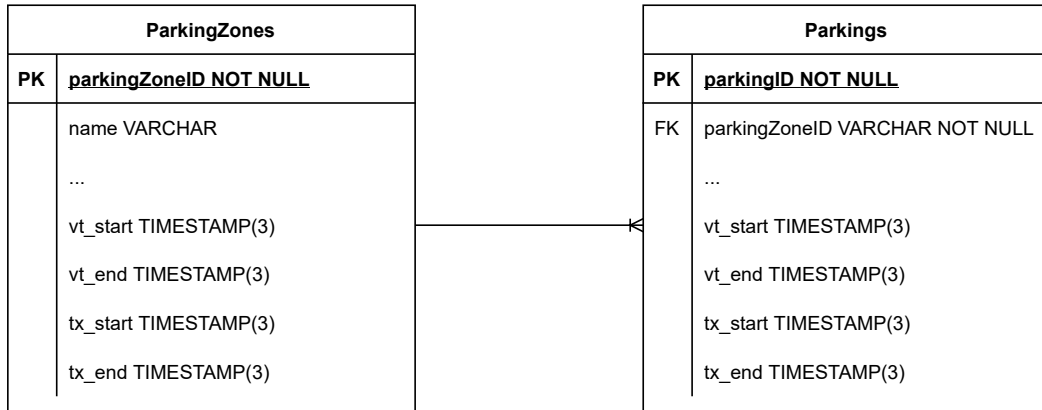 ParkingZones
PK parkingZoneID NOT NULL
name VARCHAR
...
vt_start TIMESTAMP(3)
vt_end TIMESTAMP(3)
tx_start TIMESTAMP(3)
tx_end TIMESTAMP(3)
Parkings
PK parkingID NOT NULL
FK parkingZoneID VARCHAR NOT NULL
...
vt_start TIMESTAMP(3)
vt_end TIMESTAMP(3)
tx_start TIMESTAMP(3)
tx_end TIMESTAMP(3)